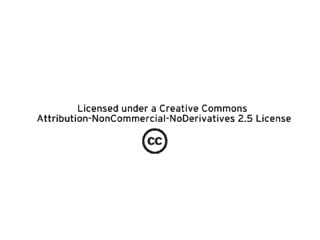 Licensed under a Creative Commons
Attribution-NonCommercial-NoDerivatives 2.5 License
cc